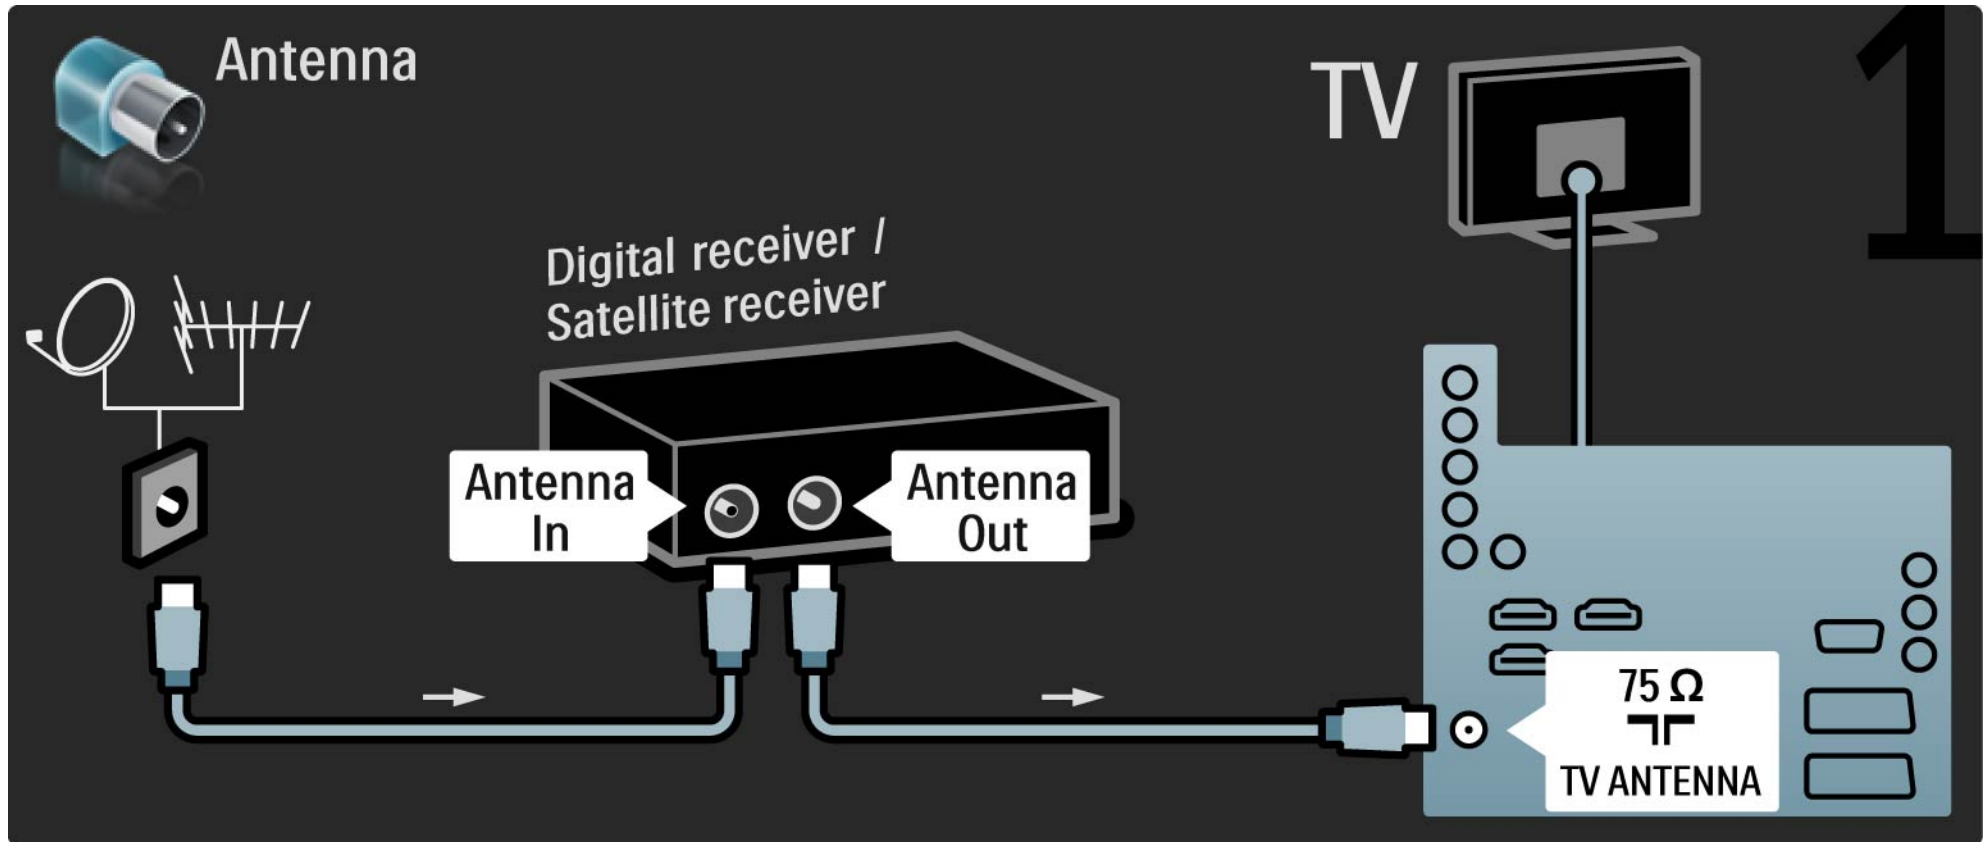 Antenna
TV
1
Digital receiver /
Satellite receiver
Antenna
In
Antenna
Out
75 Ω
TV ANTENNA